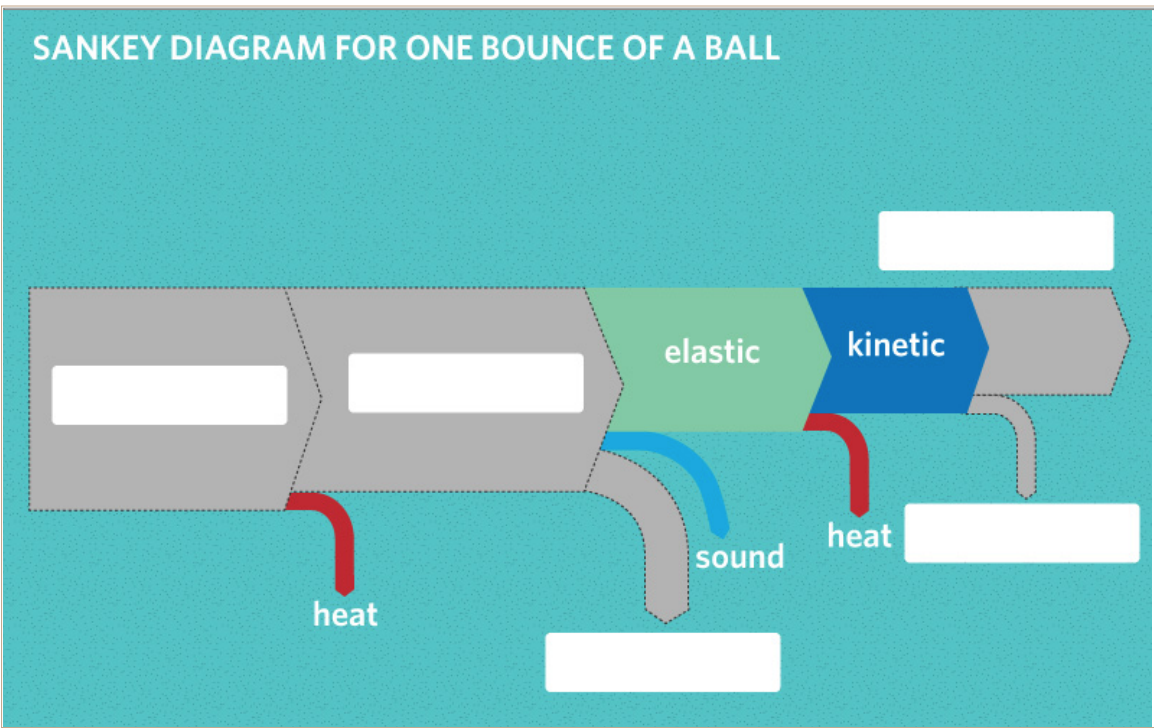 SANKEY DIAGRAM FOR ONE BOUNCE OF A BALL
elastic
kinetic
heat
sound
heat